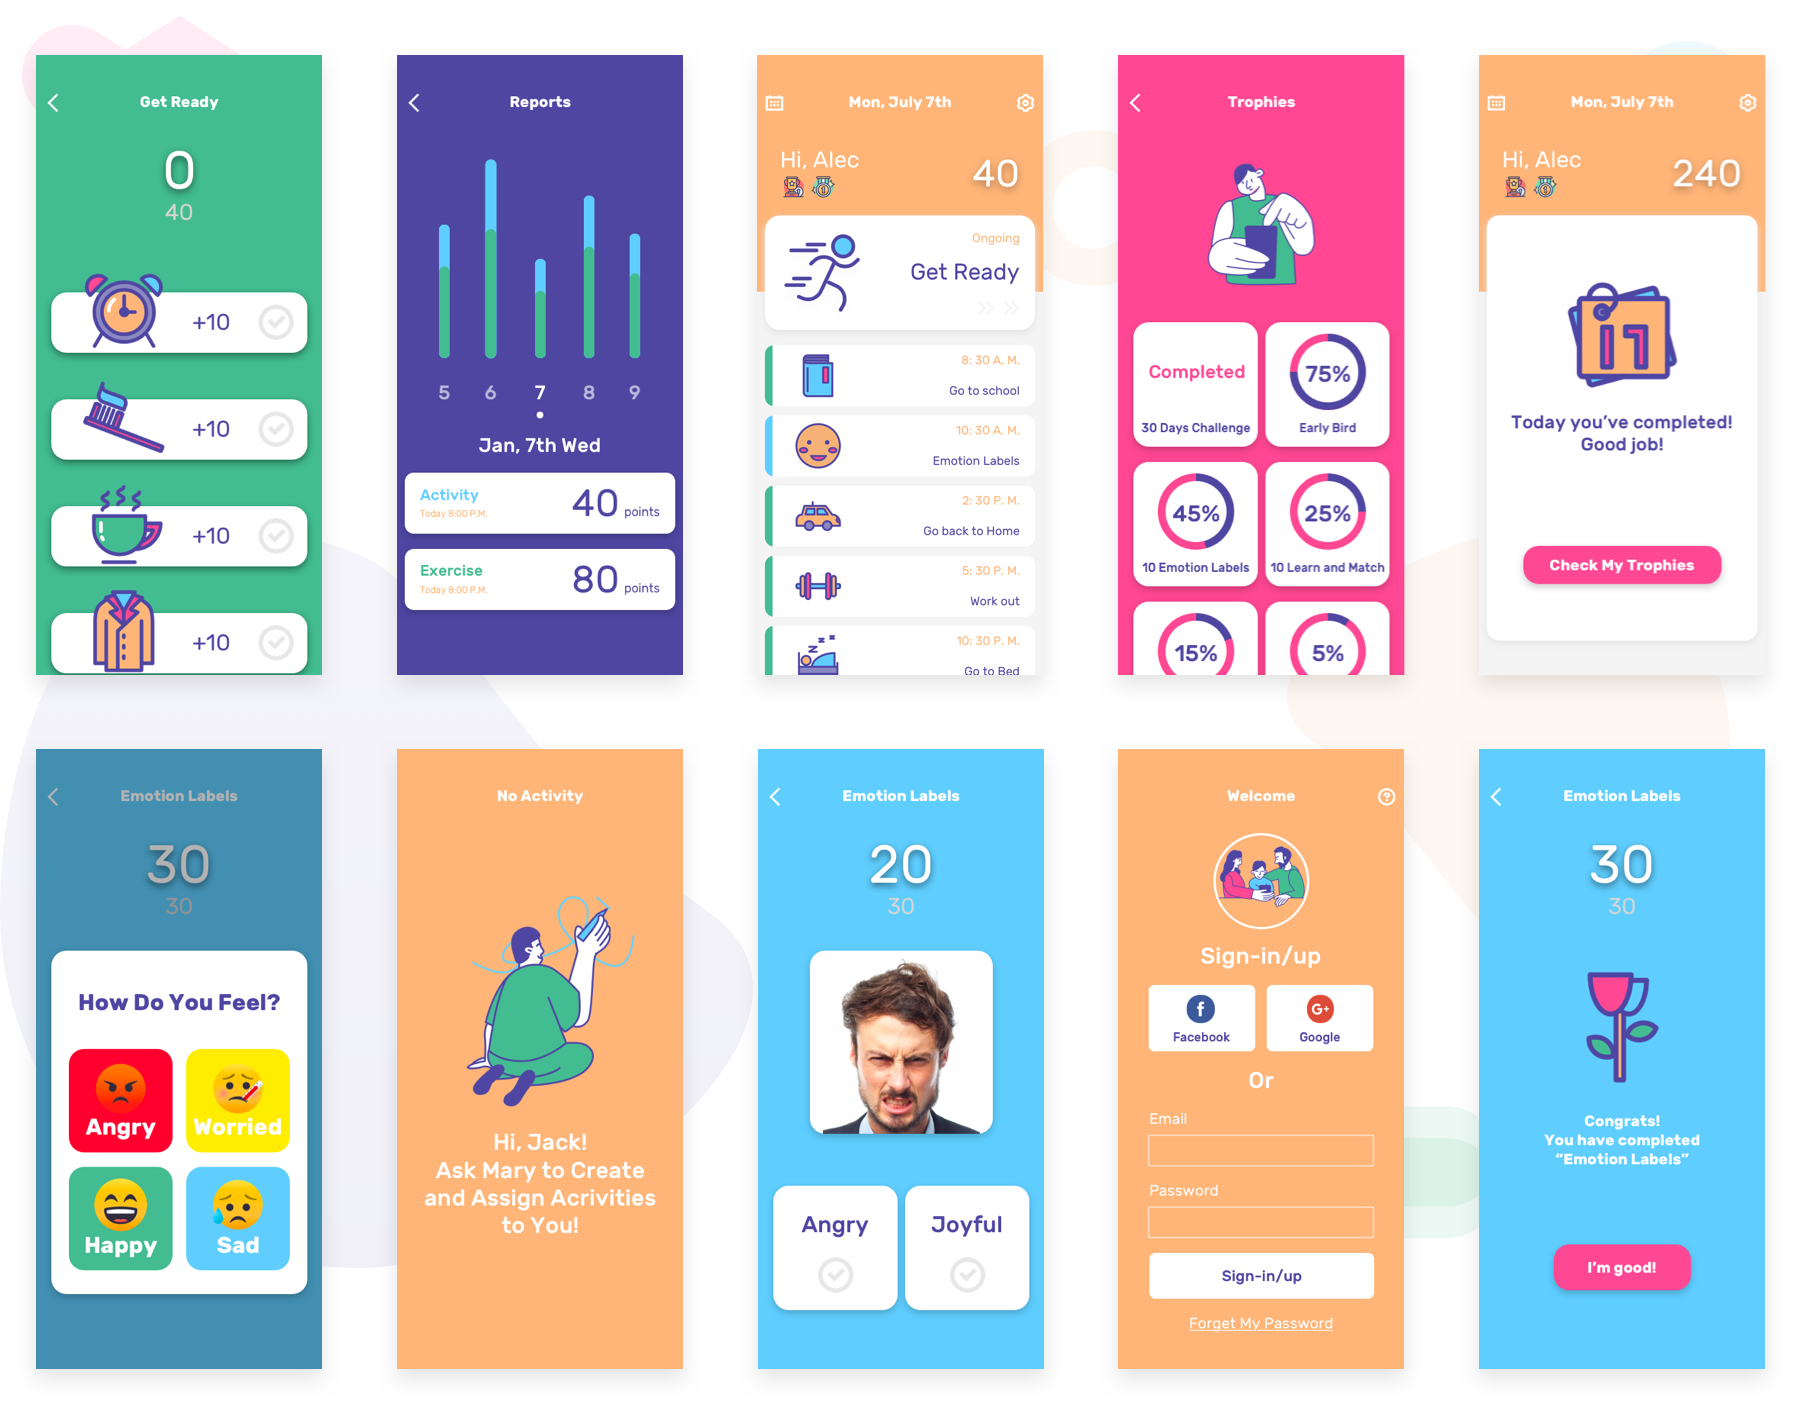 Get Ready
0
40
+10
+10
+10
+10
Reports
5 6 7 8 9
Jan, 7th Wed
Activity
Today 8:00 P.M.
40 points
Exercise
Today 8:00 P.M.
80 points
Mon, July 7th
Hi, Alec
40
Ongoing
Get Ready
8: 30 A. M.
Go to school
10: 30 A. M.
Emotion Labels
2: 30 P. M.
Go back to Home
5: 30 P. M.
Work out
10: 30 P. M.
Go to Bed
Trophies
Completed
30 Days Challenge
75%
Early Bird
45%
10 Emotion Labels
25%
10 Learn and Match
15%
5%
Mon, July 7th
Hi, Alec
240
17
Today you've completed!
Good job!
Check My Trophies
Emotion Labels
30
30
How Do You Feel?
Angry
Worried
Happy
Sad
No Activity
Hi, Jack!
Ask Mary to Create
and Assign Acrivities
to You!
Emotion Labels
20
30
Angry
Joyful
Welcome
Sign-in/up
f
Facebook
G+
Google
Or
Email
Password
Sign-in/up
Forget My Password
Emotion Labels
30
30
Congrats!
You have completed
“Emotion Labels”
I'm good!